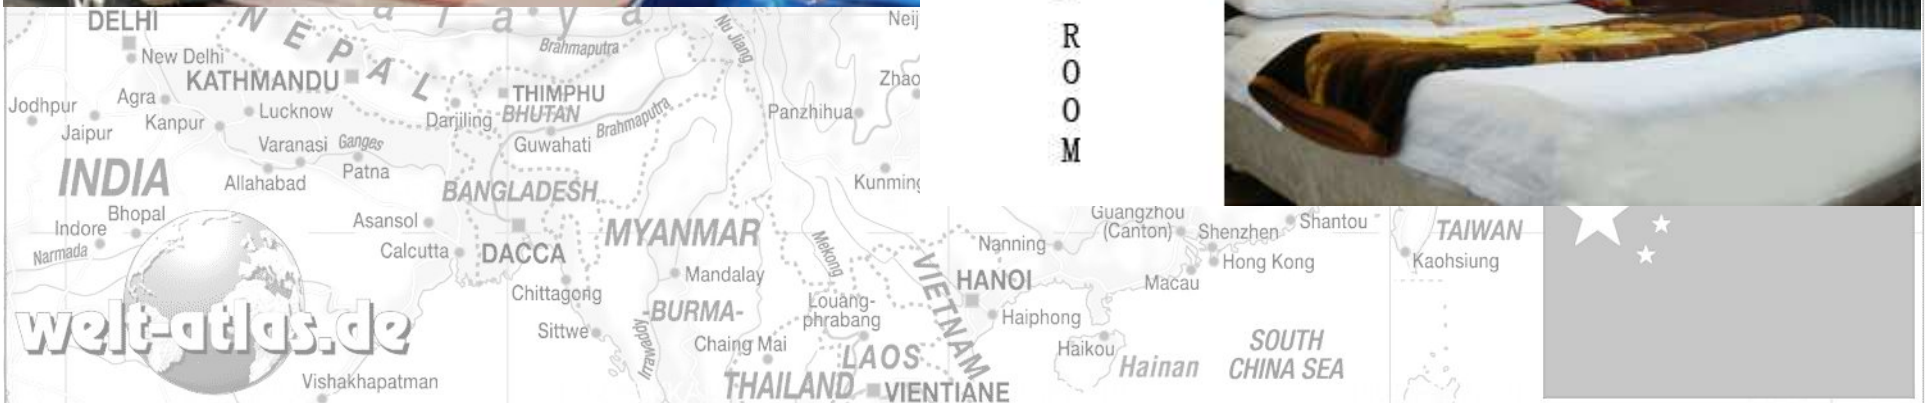 DELHI
New Delhi
NEPAL
a l a y a
Brahmaputra
Nu Jiang
Neij
KATHMANDU
THIMPHU
Zhao
Jodhpur
Agra
Lucknow
Darjiling
BHUTAN
Brahmaputra
Panzhihua
Jaipur
Kanpur
Varanasi
Ganges
Guwahati
INDIA
Allahabad
Patna
BANGLADESH
Kunming
Bhopal
Indore
Asansol
Narmada
Calcutta
DACCA
MYANMAR
Mekong
Mandalay
Chittagong
-BURMA-
Louang-
phrabang
Sittwe
Irrawaddy
Chaing Mai
welt-atlas.de
Vishakhapatman
LAOS
THAILAND
VIENTIANE
VIETNAM
HANOI
Haiphong
Nanning
Guangzhou
(Canton)
Shenzhen
Shantou
Hong Kong
Macau
TAIWAN
Kaohsiung
Haikou
Hainan
SOUTH
CHINA SEA
R
O
O
M